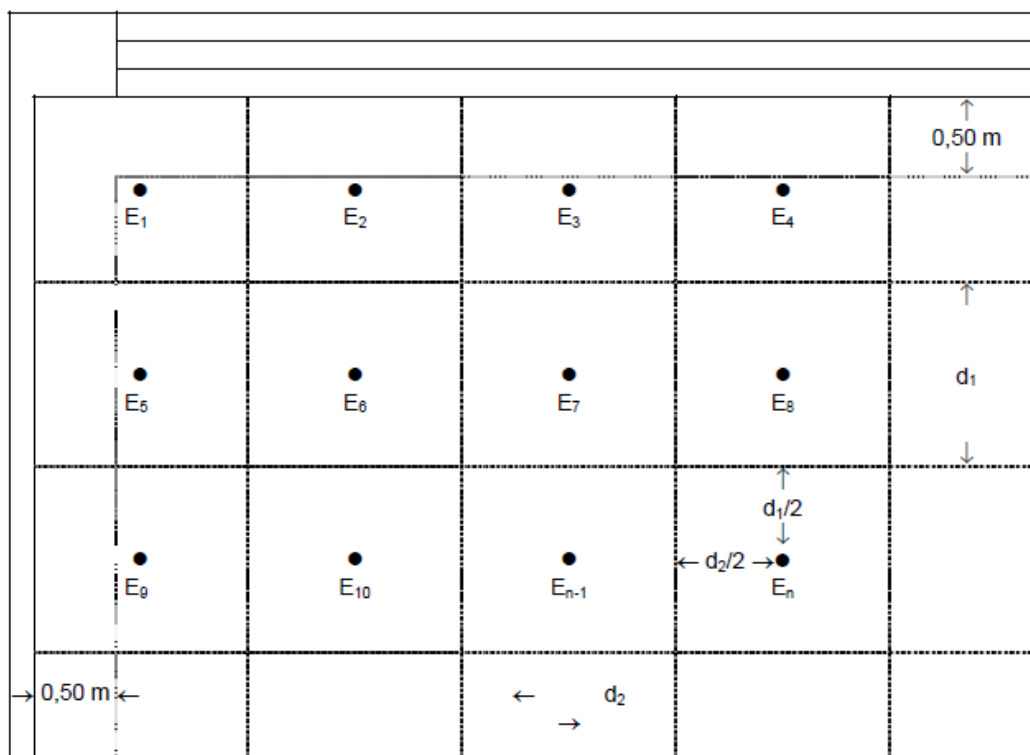 0,50 m
E₁ E₂ E₃ E₄
d₁
E₅ E₆ E₇ E₈
d₁/2
d₂/2
E₉ E₁₀ Eₙ₋₁ Eₙ
0,50 m
d₂